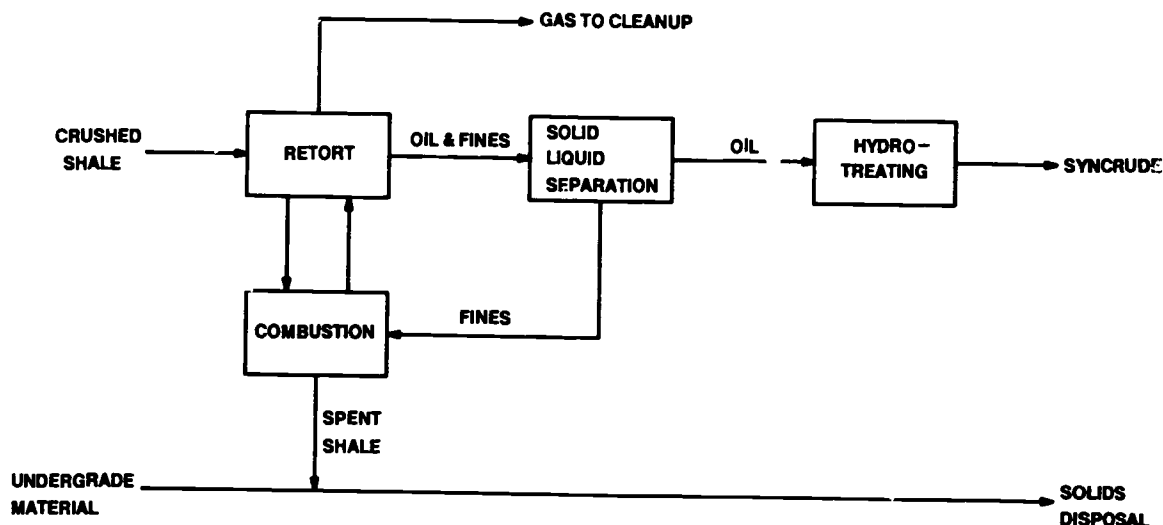 GAS TO CLEANUP
CRUSHED
SHALE
RETORT
OIL & FINES
SOLID
LIQUID
SEPARATION
OIL
HYDRO-
TREATING
SYNCRUDE
COMBUSTION
FINES
SPENT
SHALE
UNDERGRADE
MATERIAL
SOLIDS
DISPOSAL